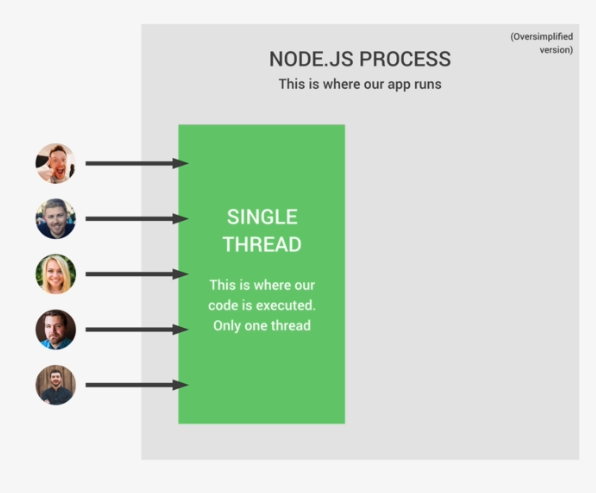 (Oversimplified
version)
NODE.JS PROCESS
This is where our app runs
SINGLE
THREAD
This is where our
code is executed.
Only one thread